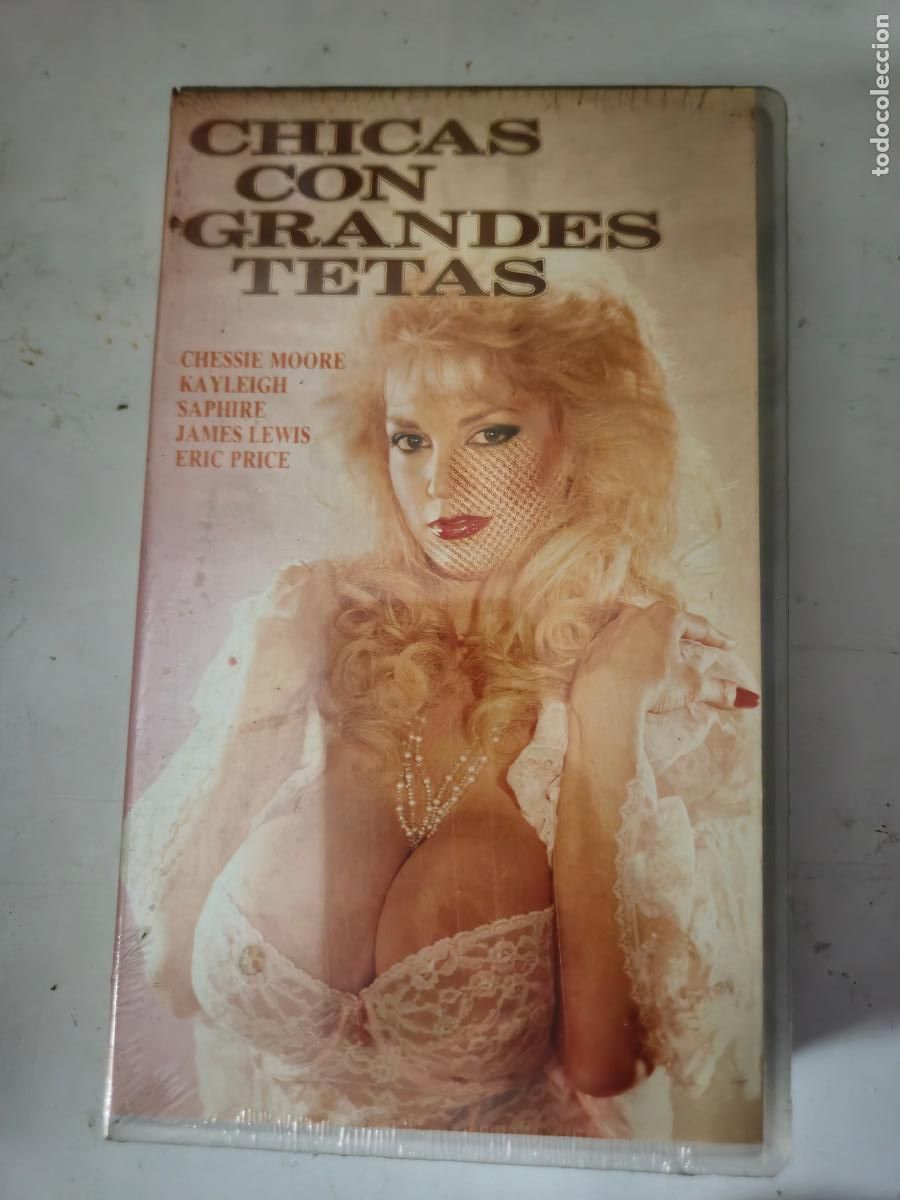 CHICAS
CON
GRANDES
TETAS
CHESSIE MOORE
KAYLEIGH
SAPHIRE
JAMES LEWIS
ERIC PRICE
todocoleccion